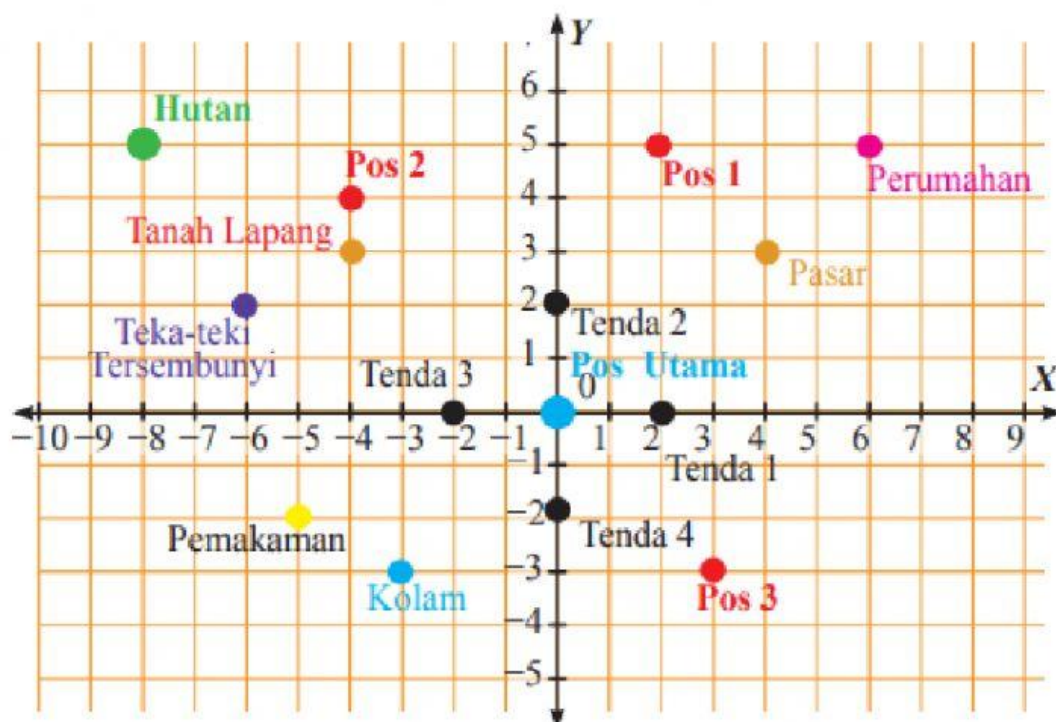 Y
6
Hutan
5
Pos 2
Pos 1
Perumahan
4
Tanah Lapang
3
Pasar
2
Teka-teki
Tersembunyi
Tenda 2
1
Pos Utama
Tenda 3
0
X
−10 −9 −8 −7 −6 −5 −4 −3 −2 −1 1 2 3 4 5 6 7 8 9
−1
Tenda 1
−2
Pemakaman
Tenda 4
−3
Kolam
Pos 3
−4
−5